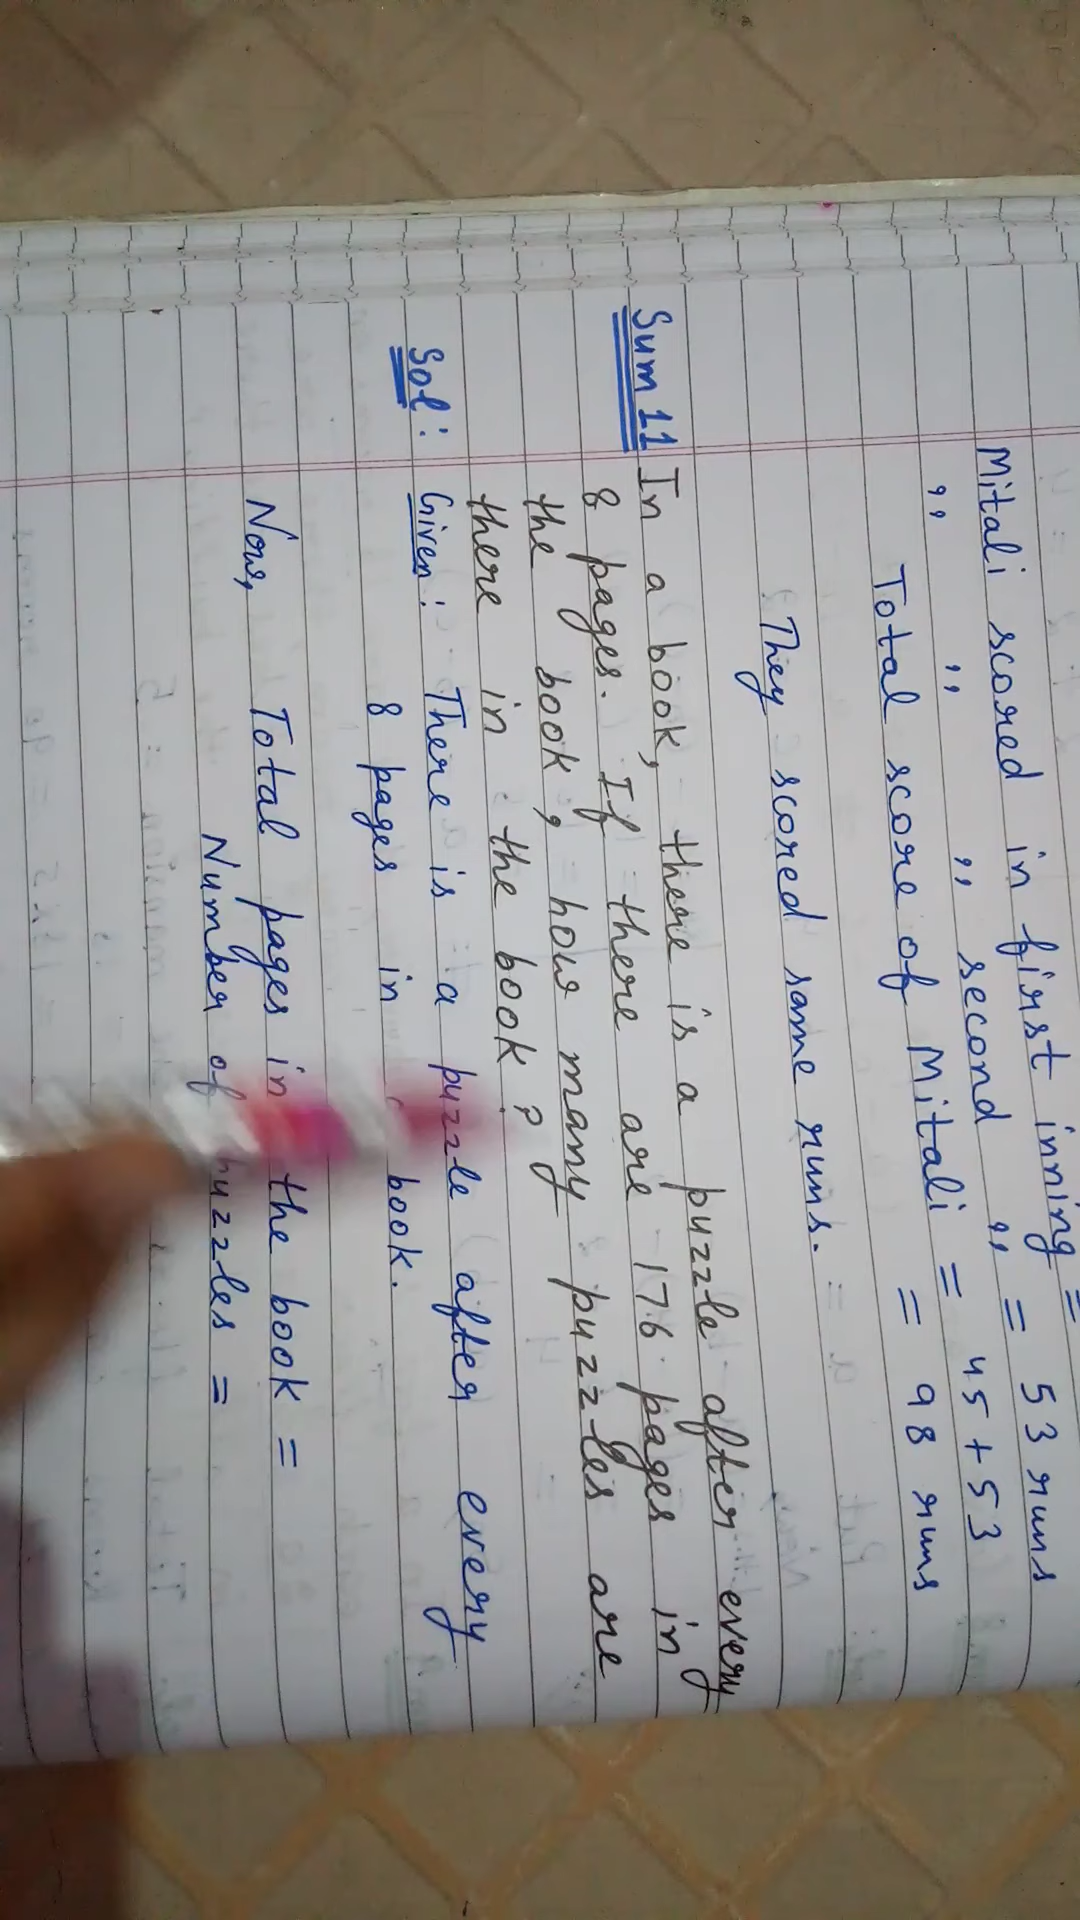 Mitali scored in first inning =
,, ,, ,, second ,, = 53 runs
Total score of Mitali = 45 + 53
= 98 runs
They scored same runs.
Sum 11 In a book, there is a puzzle after every
8 pages. If there are 176 pages in
the book, how many puzzles are
there in the book?
Sol: Given: There is a puzzle after every
8 pages in book.
Now, Total pages in the book =
Number of puzzles =